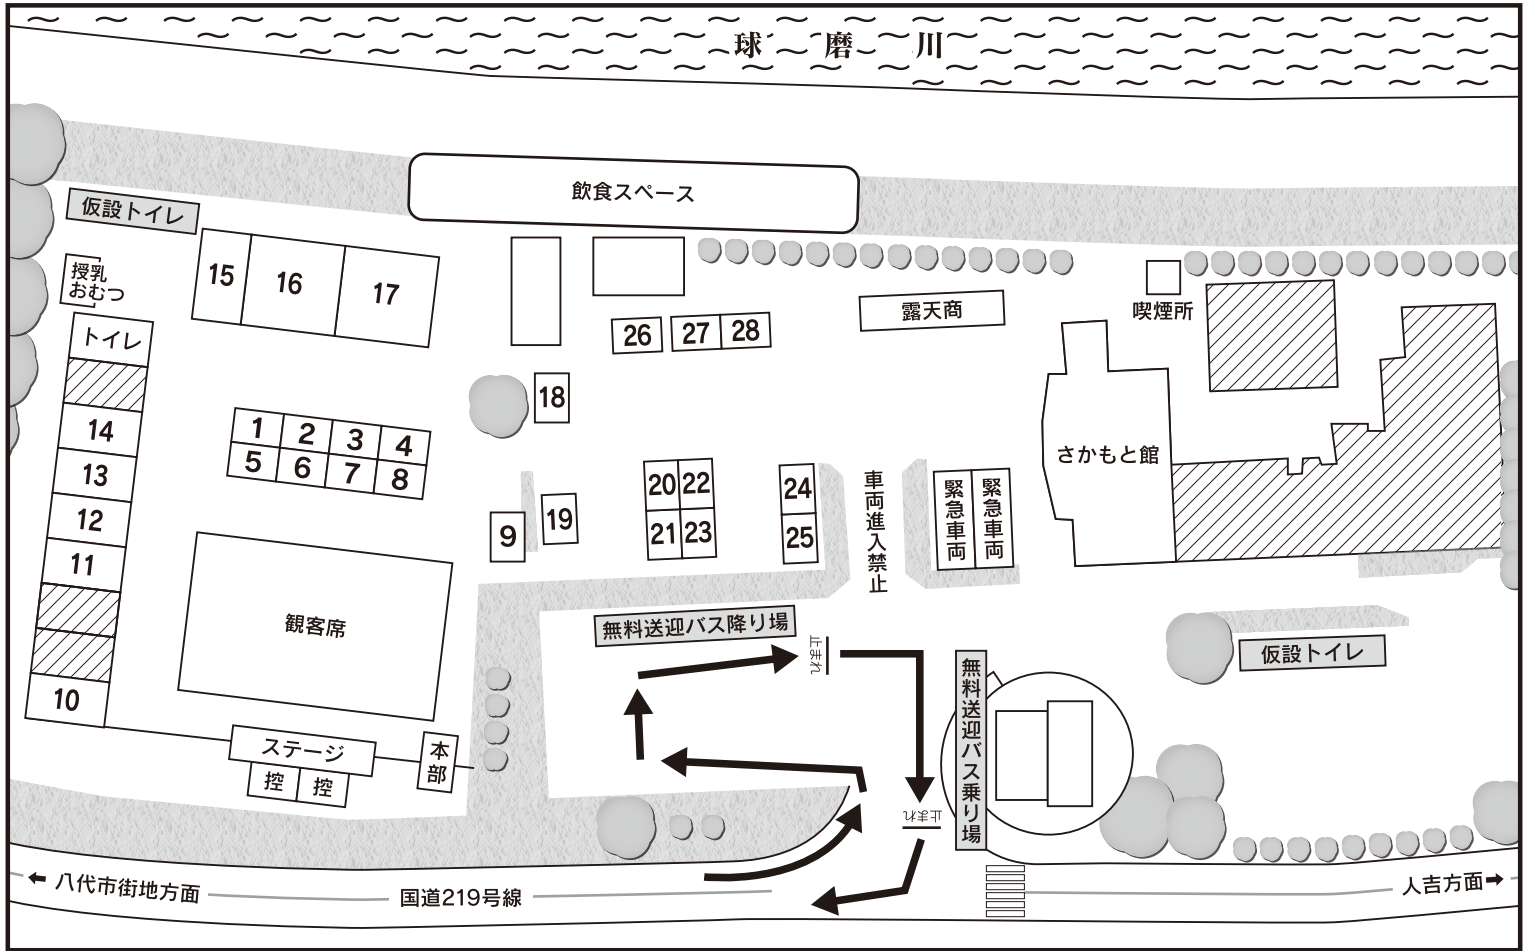 球磨川
飲食スペース
仮設トイレ
授乳
おむつ
トイレ
15
16
17
26
27
28
露天商
喫煙所
18
1
2
3
4
5
6
7
8
14
13
12
11
10
9
19
20
22
21
23
24
25
車両進入禁止
緊急車両
緊急車両
さかもと館
観客席
無料送迎バス降り場
止まれ
仮設トイレ
無料送迎バス乗り場
止まれ
ステージ
控
控
本部
八代市街地方面
国道219号線
人吉方面